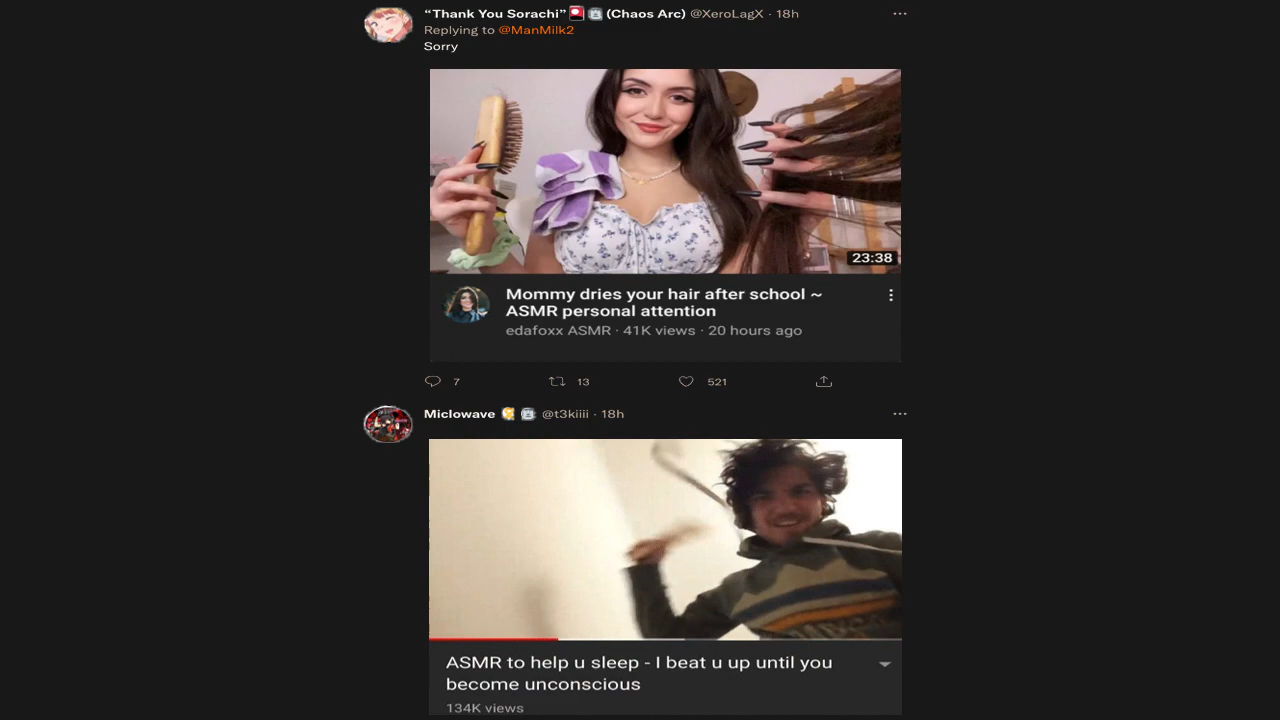 “Thank You Sorachi” (Chaos Arc) @XeroLagX · 18h
Replying to @ManMilk2
Sorry
23:38
Mommy dries your hair after school ~
ASMR personal attention
edafoxx ASMR · 41K views · 20 hours ago
7 13 521
Miclowave @t3kiiii · 18h
ASMR to help u sleep - I beat u up until you
become unconscious
134K views